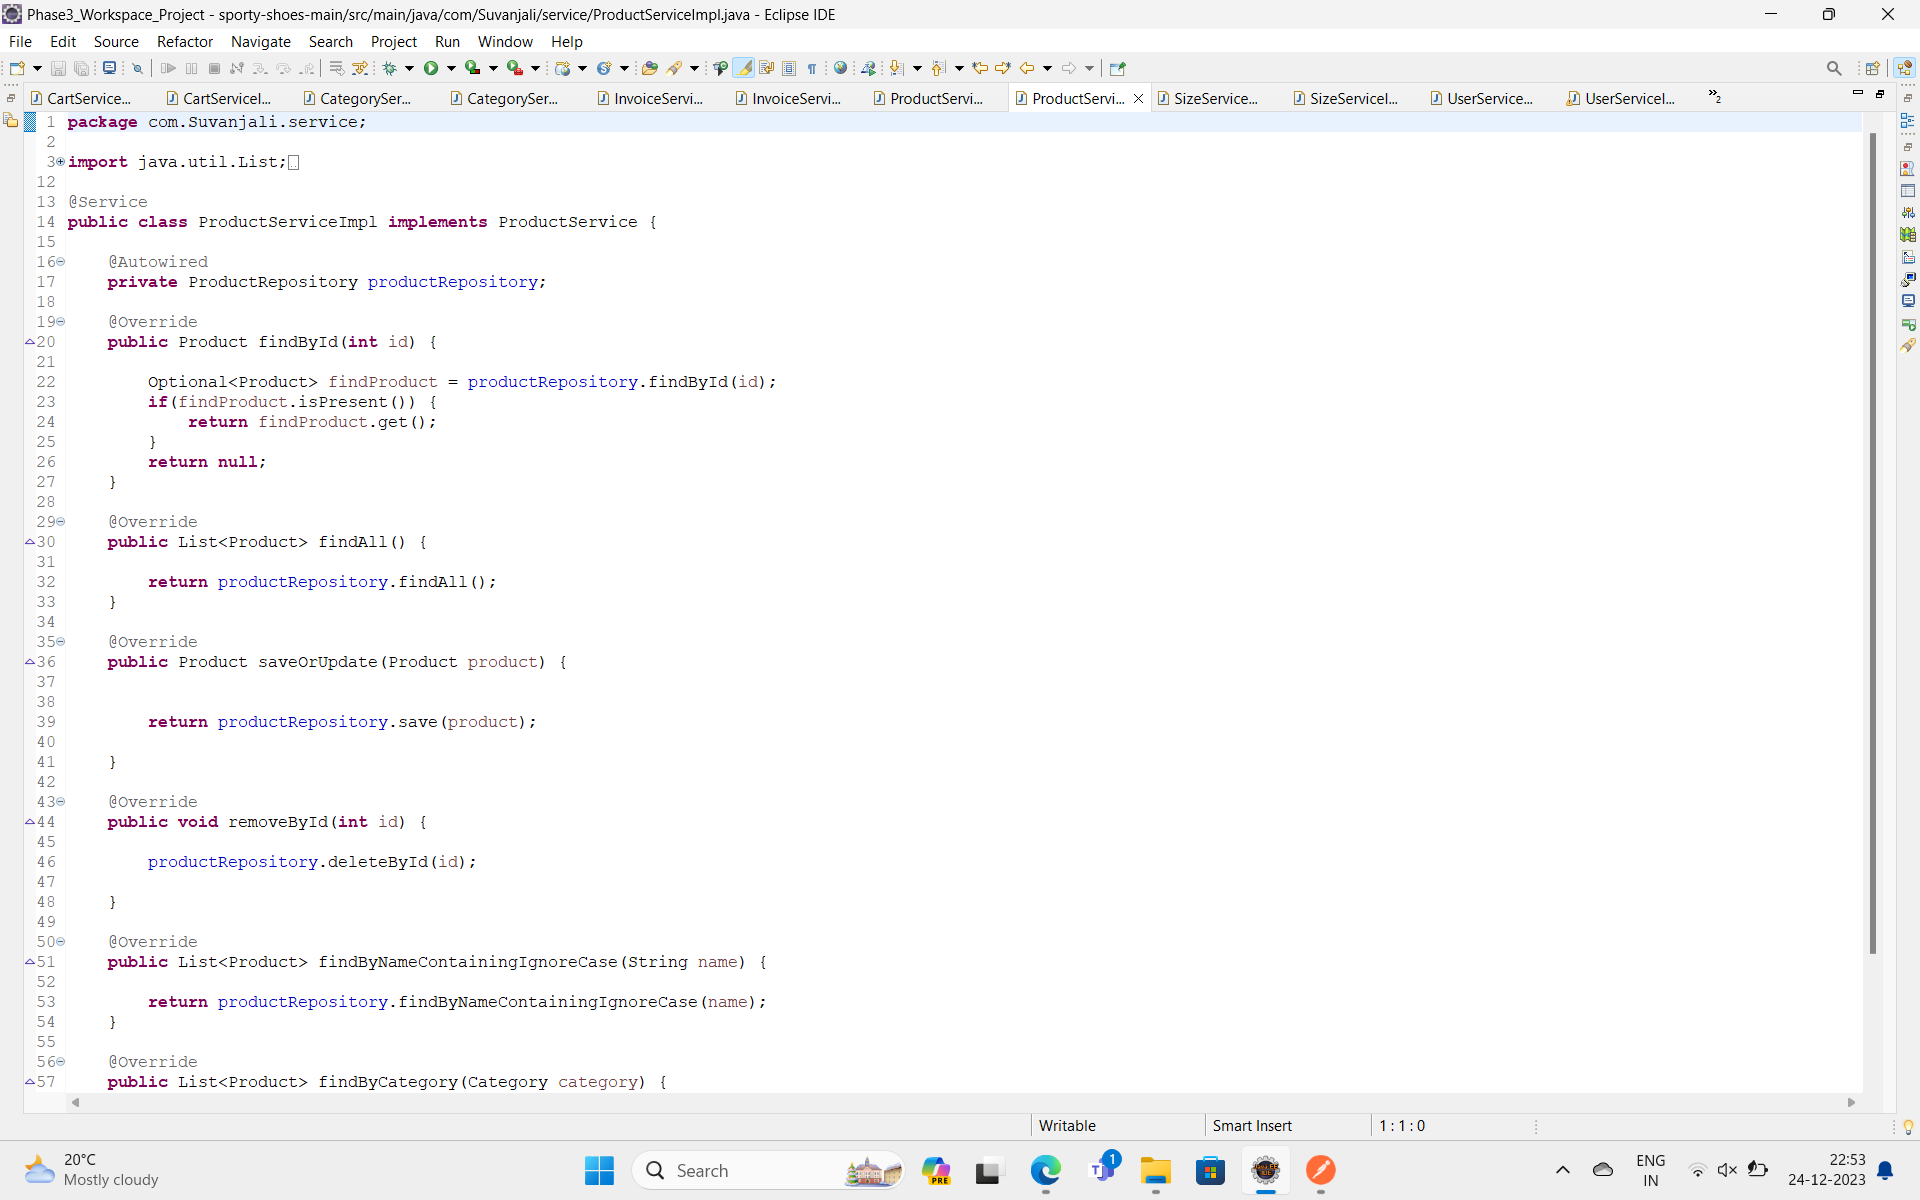 Phase3_Workspace_Project - sporty-shoes-main/src/main/java/com/Suvanjali/service/ProductServiceImpl.java - Eclipse IDE
File Edit Source Refactor Navigate Search Project Run Window Help
CartService... CartServiceI... CategorySer... CategorySer... InvoiceServi... InvoiceServi... ProductServi... ProductServi... SizeService... SizeServiceI... UserService... UserServiceI... »2
1 package com.Suvanjali.service;
2
3 import java.util.List;
12
13 @Service
14 public class ProductServiceImpl implements ProductService {
15
16 @Autowired
17 private ProductRepository productRepository;
18
19 @Override
20 public Product findById(int id) {
21
22 Optional<Product> findProduct = productRepository.findById(id);
23 if(findProduct.isPresent()) {
24 return findProduct.get();
25 }
26 return null;
27 }
28
29 @Override
30 public List<Product> findAll() {
31
32 return productRepository.findAll();
33 }
34
35 @Override
36 public Product saveOrUpdate(Product product) {
37
38
39 return productRepository.save(product);
40
41 }
42
43 @Override
44 public void removeById(int id) {
45
46 productRepository.deleteById(id);
47
48 }
49
50 @Override
51 public List<Product> findByNameContainingIgnoreCase(String name) {
52
53 return productRepository.findByNameContainingIgnoreCase(name);
54 }
55
56 @Override
57 public List<Product> findByCategory(Category category) {
Writable Smart Insert 1 : 1 : 0
20°C
Mostly cloudy
Search
PRE
1
ENG
IN
22:53
24-12-2023